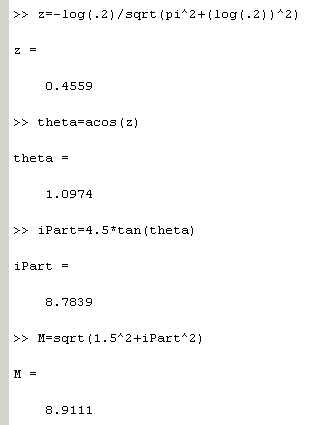 >> z=-log(.2)/sqrt(pi^2+(log(.2))^2)
z =
0.4559
>> theta=acos(z)
theta =
1.0974
>> iPart=4.5*tan(theta)
iPart =
8.7839
>> M=sqrt(1.5^2+iPart^2)
M =
8.9111